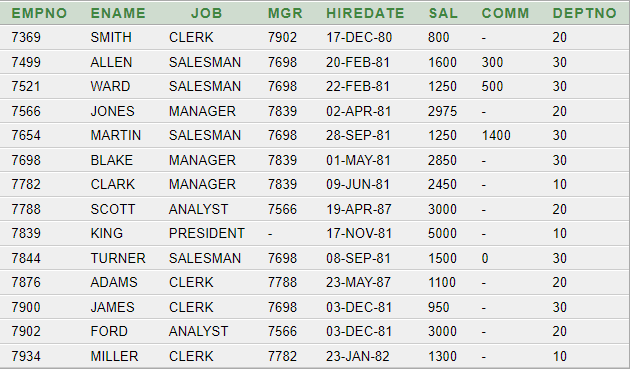 EMPNO ENAME JOB MGR HIREDATE SAL COMM DEPTNO
7369 SMITH CLERK 7902 17-DEC-80 800 - 20
7499 ALLEN SALESMAN 7698 20-FEB-81 1600 300 30
7521 WARD SALESMAN 7698 22-FEB-81 1250 500 30
7566 JONES MANAGER 7839 02-APR-81 2975 - 20
7654 MARTIN SALESMAN 7698 28-SEP-81 1250 1400 30
7698 BLAKE MANAGER 7839 01-MAY-81 2850 - 30
7782 CLARK MANAGER 7839 09-JUN-81 2450 - 10
7788 SCOTT ANALYST 7566 19-APR-87 3000 - 20
7839 KING PRESIDENT - 17-NOV-81 5000 - 10
7844 TURNER SALESMAN 7698 08-SEP-81 1500 0 30
7876 ADAMS CLERK 7788 23-MAY-87 1100 - 20
7900 JAMES CLERK 7698 03-DEC-81 950 - 30
7902 FORD ANALYST 7566 03-DEC-81 3000 - 20
7934 MILLER CLERK 7782 23-JAN-82 1300 - 10